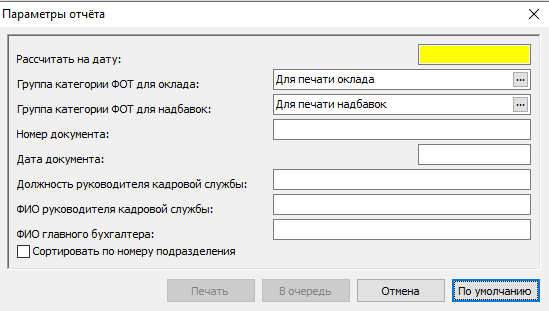 Параметры отчёта
Рассчитать на дату:
Группа категории ФОТ для оклада: Для печати оклада ...
Группа категории ФОТ для надбавок: Для печати надбавок ...
Номер документа:
Дата документа:
Должность руководителя кадровой службы:
ФИО руководителя кадровой службы:
ФИО главного бухгалтера:
Сортировать по номеру подразделения
Печать В очередь Отмена По умолчанию